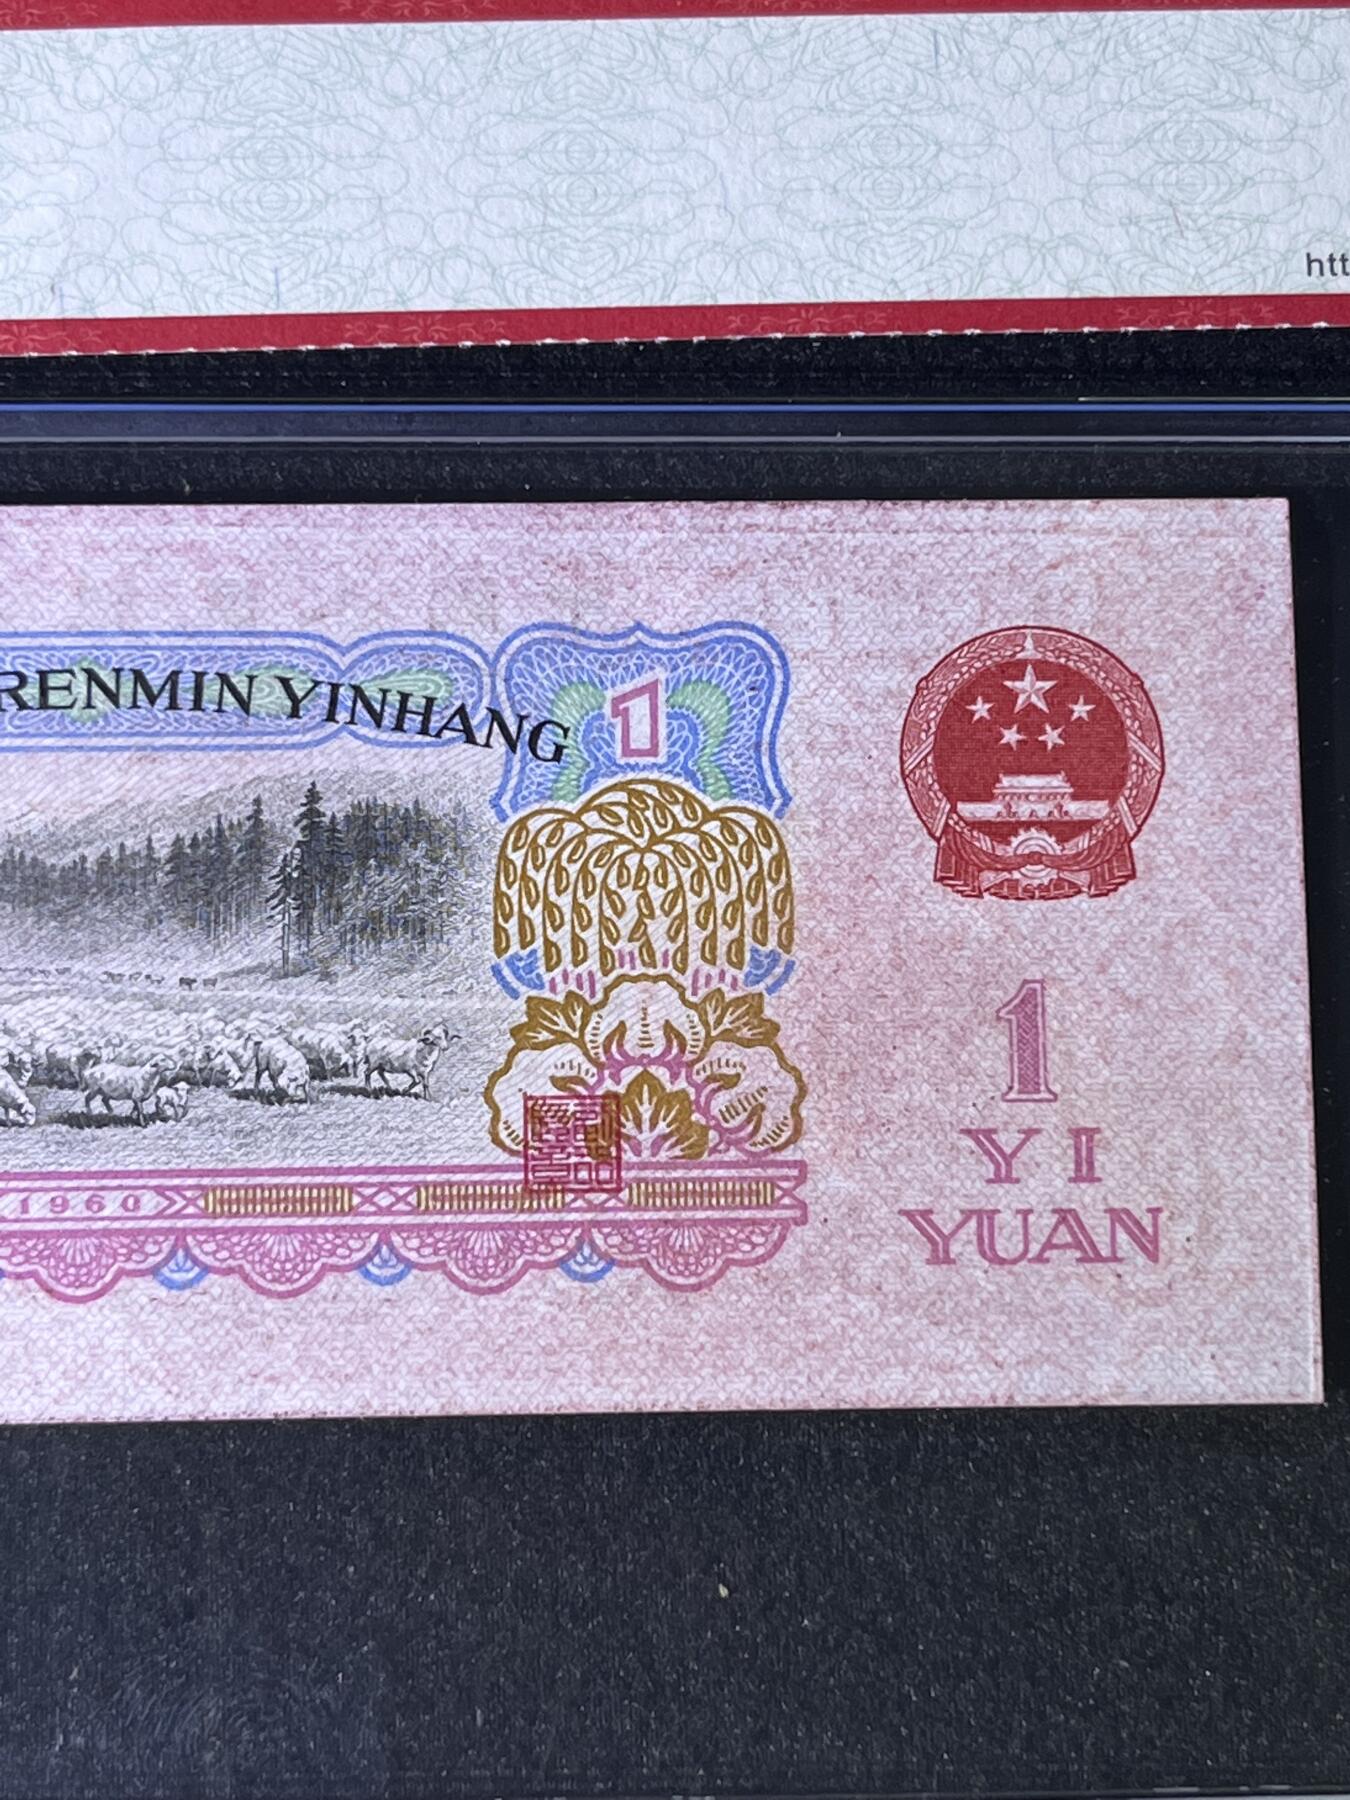 htt
RENMIN YINHANG
1
1
YI
YUAN
1960